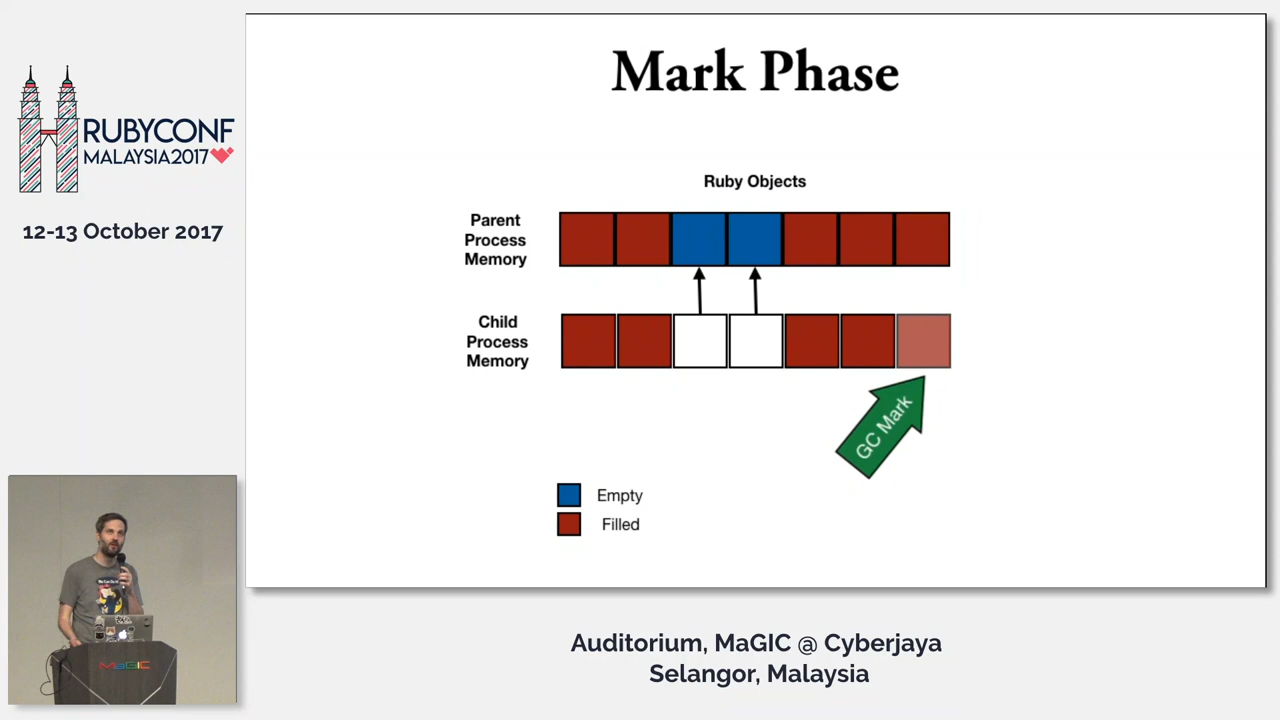 RUBYCONF
MALAYSIA2017
12-13 October 2017
Mark Phase
Ruby Objects
Parent
Process
Memory
Child
Process
Memory
GC Mark
Empty
Filled
MaGIC
Auditorium, MaGIC @ Cyberjaya
Selangor, Malaysia